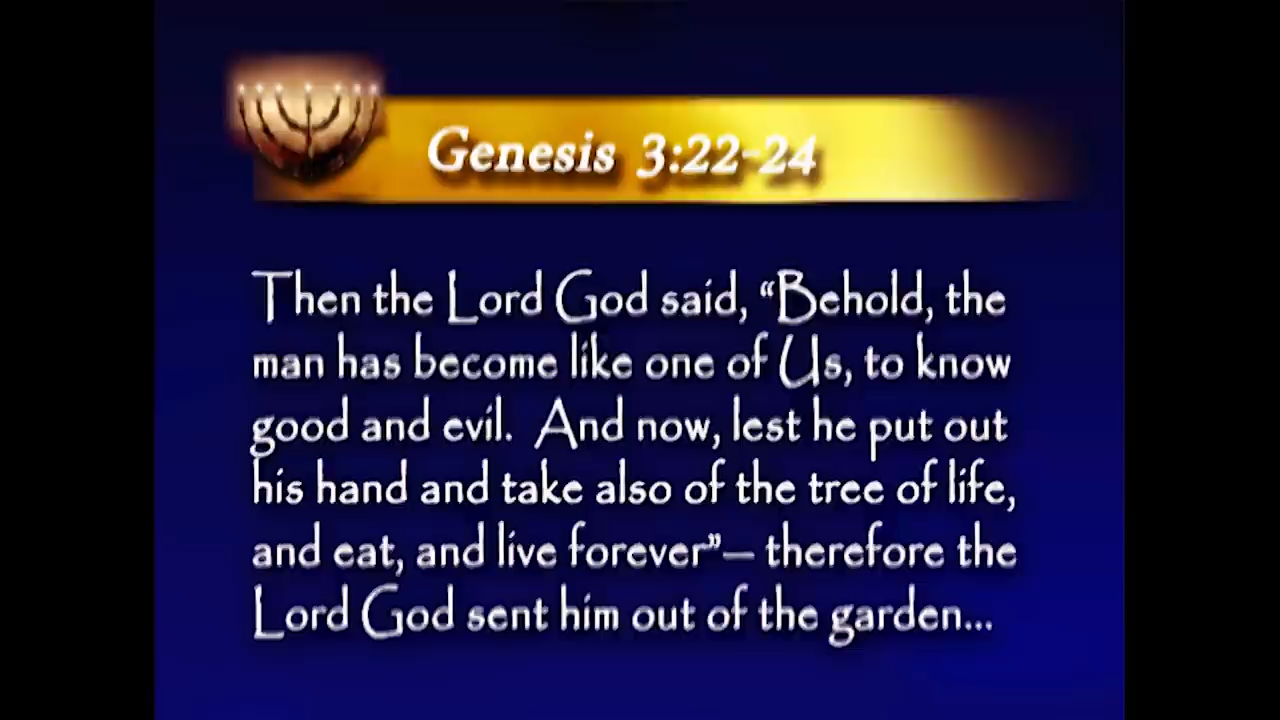 Genesis 3:22-24
Then the Lord God said, “Behold, the
man has become like one of Us, to know
good and evil.  And now, lest he put out
his hand and take also of the tree of life,
and eat, and live forever”— therefore the
Lord God sent him out of the garden...